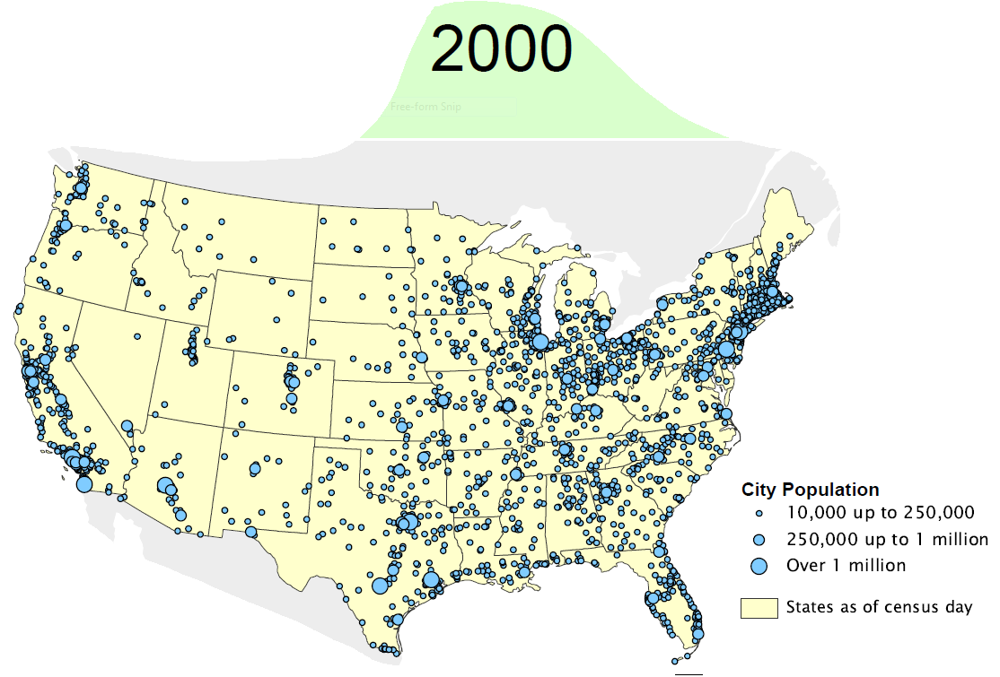 2000
Free-form Snip
City Population
10,000 up to 250,000
250,000 up to 1 million
Over 1 million
States as of census day